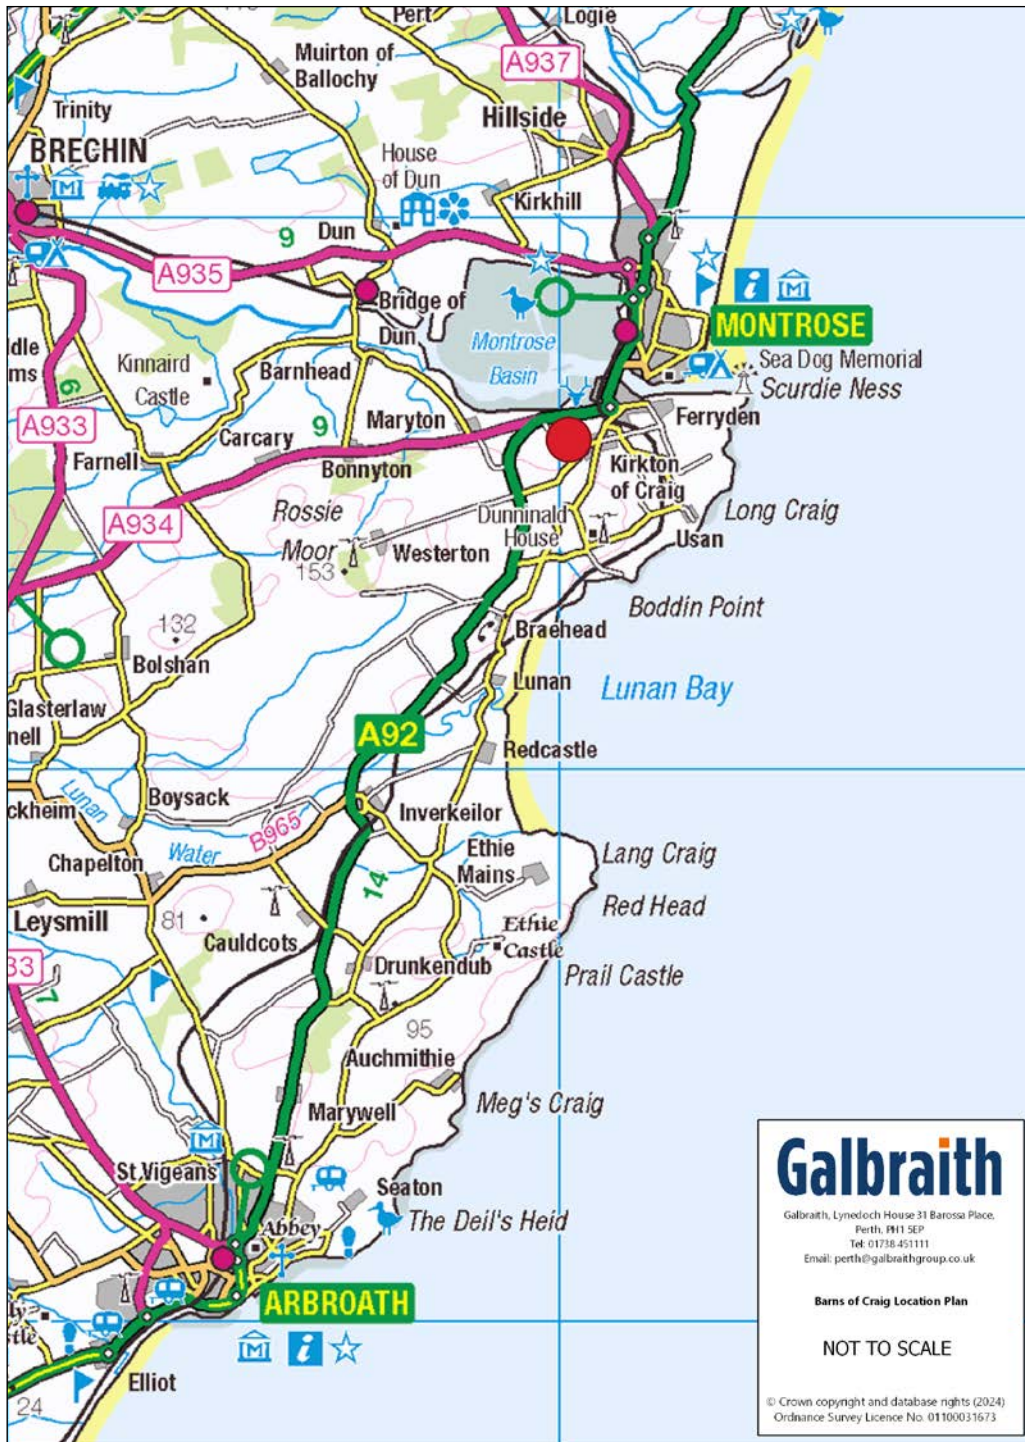 Pert
Logie
Muirton of
Ballochy
A937
Trinity
Hillside
BRECHIN
House
of Dun
Kirkhill
9
Dun
A935
Bridge of
Dun
Montrose
Basin
MONTROSE
Kinnaird
Castle
Barnhead
Sea Dog Memorial
Scurdie Ness
6
A933
Carcary
9
Maryton
Ferryden
Farnell
Bonnyton
Kirkton
of Craig
A934
Rossie
Moor
153
Westerton
Dunninald
House
Long Craig
Usan
Boddin Point
132
Braehead
Bolshan
Lunan
Lunan Bay
Glasterlaw
nell
A92
Redcastle
ckheim
Lunan
Water
Boysack
B965
Inverkeilor
Chapelton
Ethie
Mains
Lang Craig
14
Red Head
Leysmill
81
Cauldcots
Ethie
Castle
33
Drunkendub
Prail Castle
7
95
Auchmithie
Marywell
Meg's Craig
St.Vigeans
Seaton
Abbey
The Deil's Heid
ARBROATH
Elliot
24
Galbraith
Galbraith, Lynedoch House 31 Barossa Place,
Perth, PH1 5EP
Tel: 01738 451111
Email: perth@galbraithgroup.co.uk
Barns of Craig Location Plan
NOT TO SCALE
© Crown copyright and database rights (2024)
Ordnance Survey Licence No. 01100031673